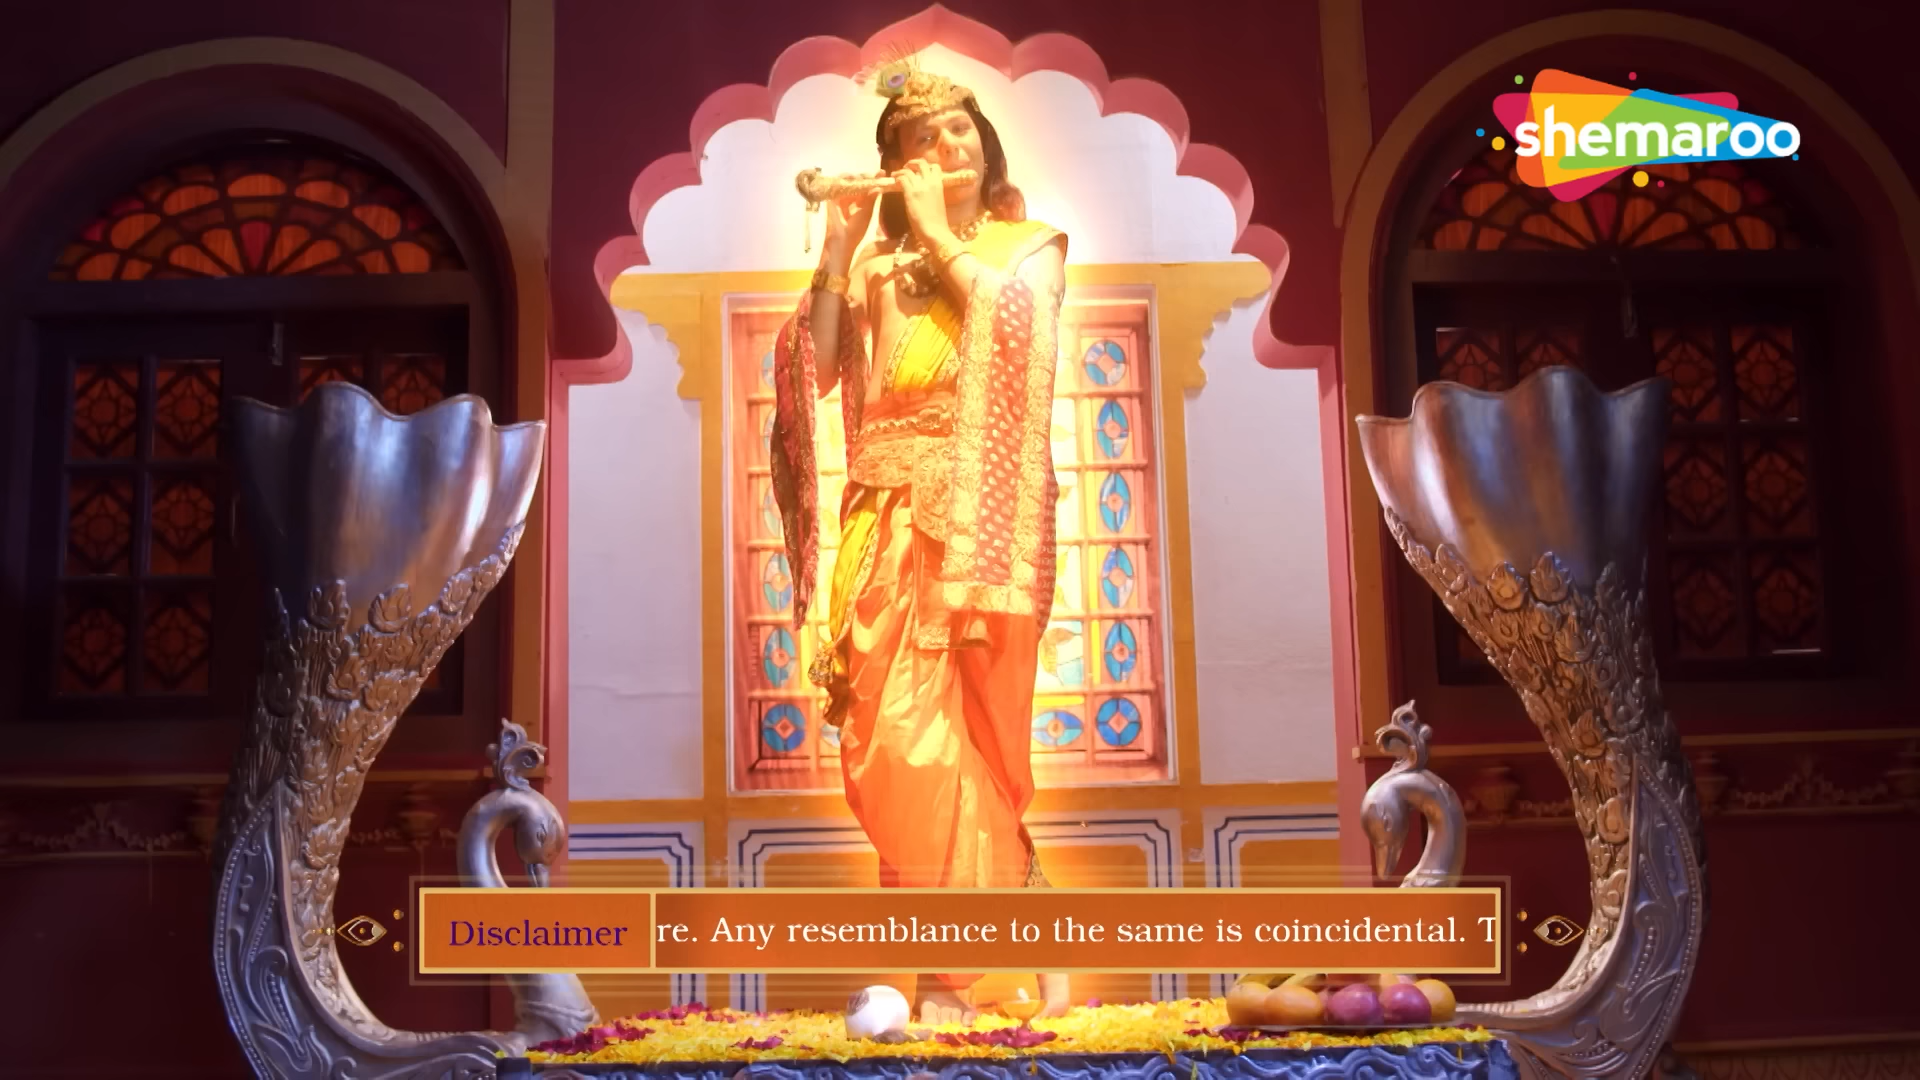 shemaroo
Disclaimer
re. Any resemblance to the same is coincidental. T